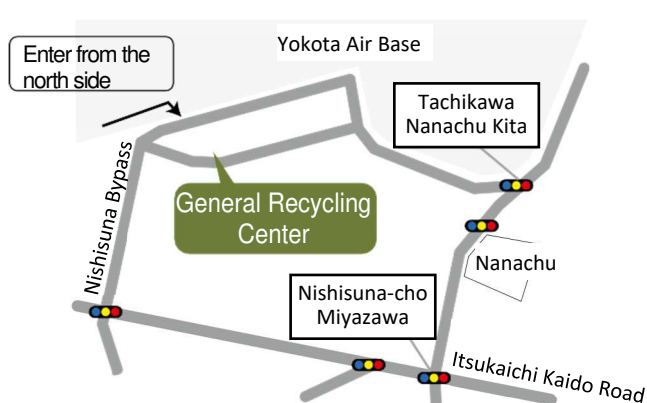 Yokota Air Base
Enter from the
north side
Tachikawa
Nanachu Kita
Nishisuna Bypass
General Recycling
Center
Nanachu
Nishisuna-cho
Miyazawa
Itsukaichi Kaido Road